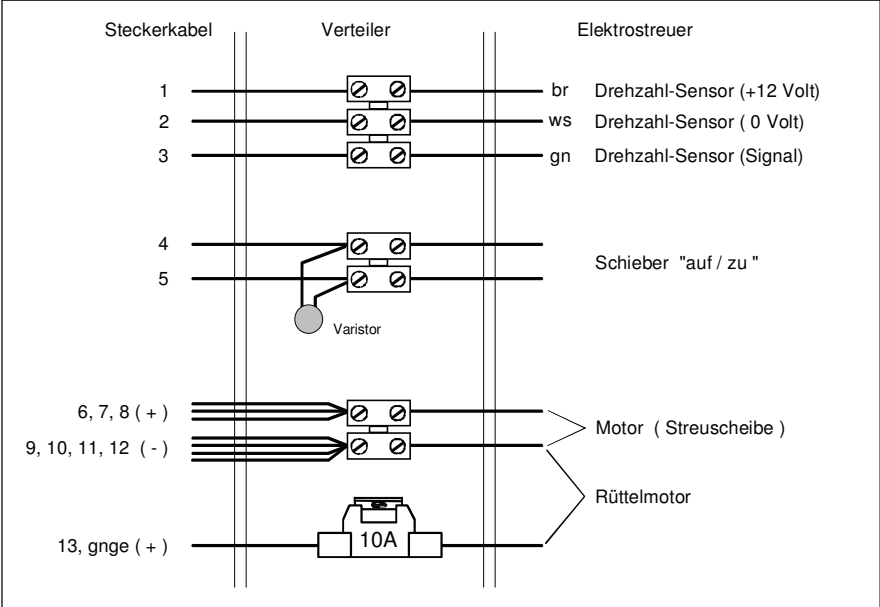 Steckerkabel Verteiler Elektrostreuer
1 br Drehzahl-Sensor (+12 Volt)
2 ws Drehzahl-Sensor ( 0 Volt)
3 gn Drehzahl-Sensor (Signal)
4
Schieber "auf / zu "
5
Varistor
6, 7, 8 ( + )
Motor ( Streuscheibe )
9, 10, 11, 12 ( - )
Rüttelmotor
13, gnge ( + ) 10A